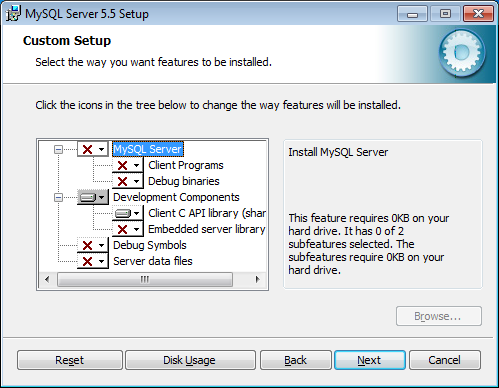 MySQL Server 5.5 Setup
Custom Setup
Select the way you want features to be installed.
Click the icons in the tree below to change the way features will be installed.
MySQL Server
Client Programs
Debug binaries
Development Components
Client C API library (shar
Embedded server library
Debug Symbols
Server data files
Install MySQL Server
This feature requires 0KB on your
hard drive. It has 0 of 2
subfeatures selected. The
subfeatures require 0KB on your
hard drive.
Browse...
Reset
Disk Usage
Back
Next
Cancel